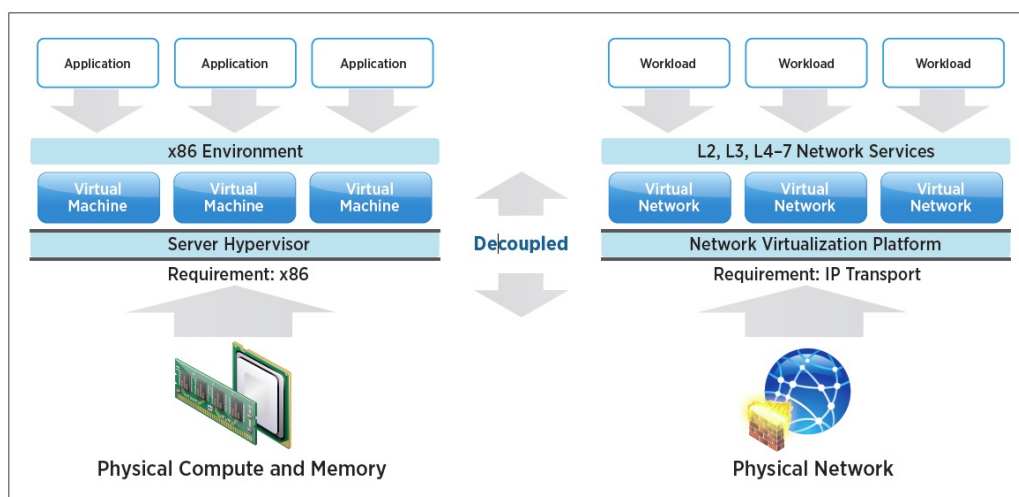 Application
Application
Application
x86 Environment
Virtual
Machine
Virtual
Machine
Virtual
Machine
Server Hypervisor
Requirement: x86
Physical Compute and Memory
Decoupled
Workload
Workload
Workload
L2, L3, L4–7 Network Services
Virtual
Network
Virtual
Network
Virtual
Network
Network Virtualization Platform
Requirement: IP Transport
Physical Network